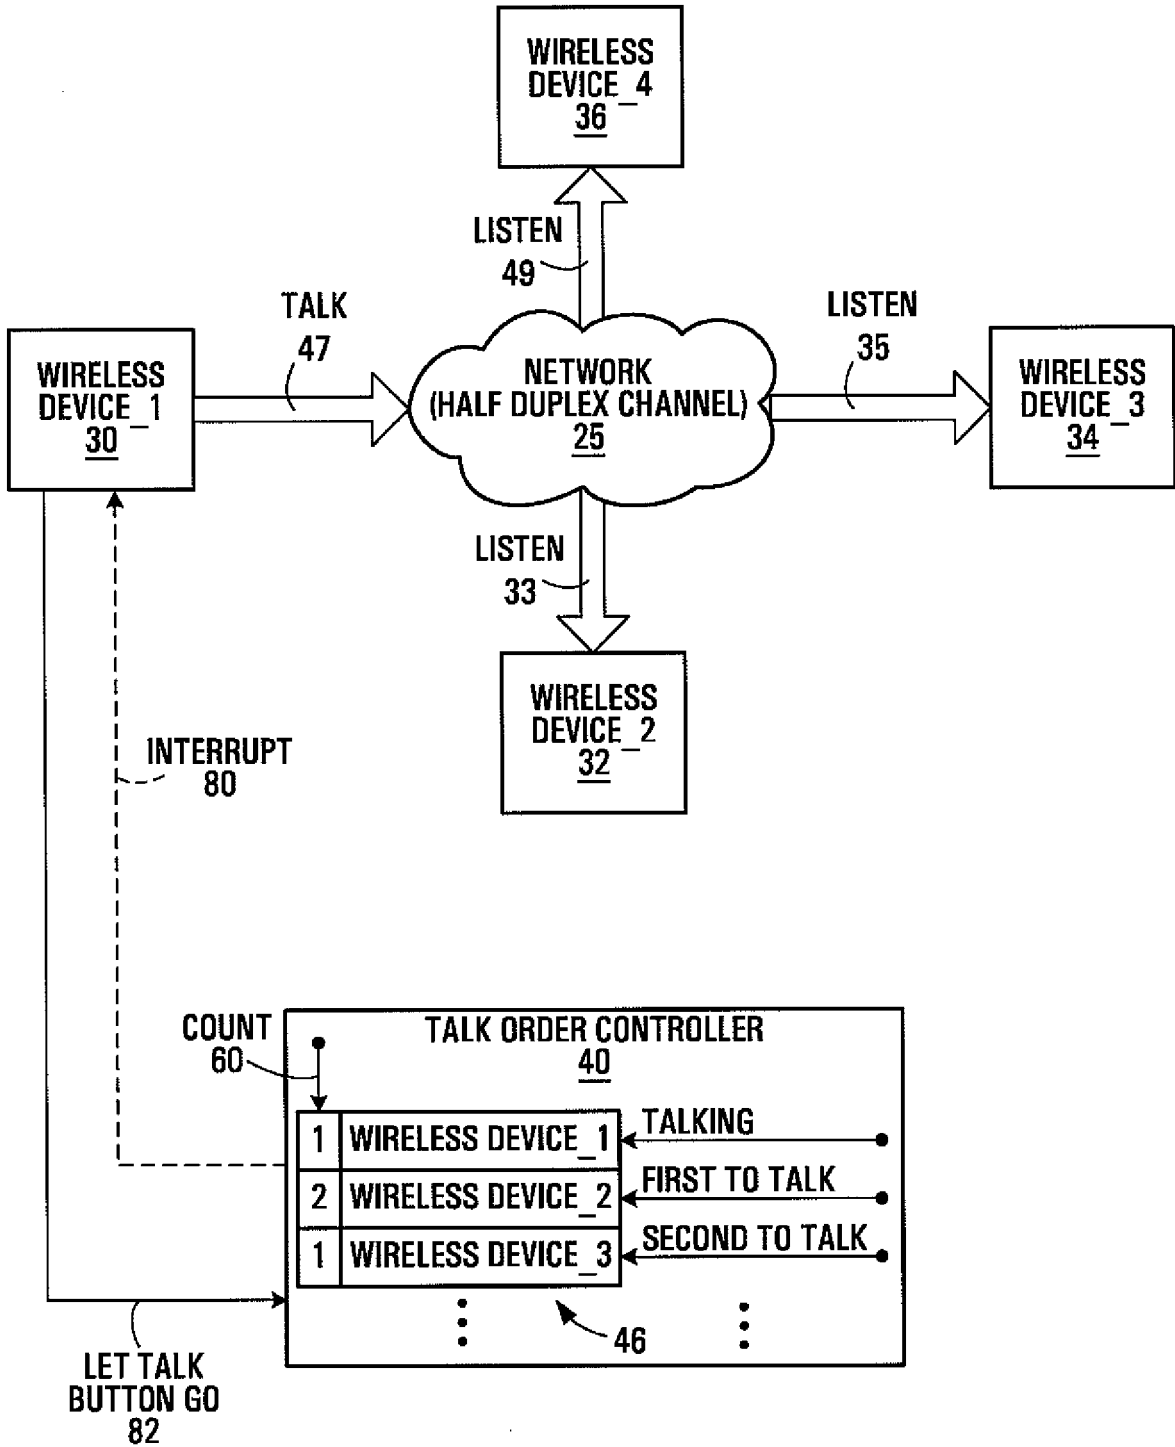 WIRELESS
DEVICE_4
36
LISTEN
49
TALK
47
LISTEN
35
WIRELESS
DEVICE_1
30
NETWORK
(HALF DUPLEX CHANNEL)
25
WIRELESS
DEVICE_3
34
LISTEN
33
WIRELESS
DEVICE_2
32
INTERRUPT
80
COUNT
60
TALK ORDER CONTROLLER
40
1 WIRELESS DEVICE_1 TALKING
2 WIRELESS DEVICE_2 FIRST TO TALK
1 WIRELESS DEVICE_3 SECOND TO TALK
46
LET TALK
BUTTON GO
82